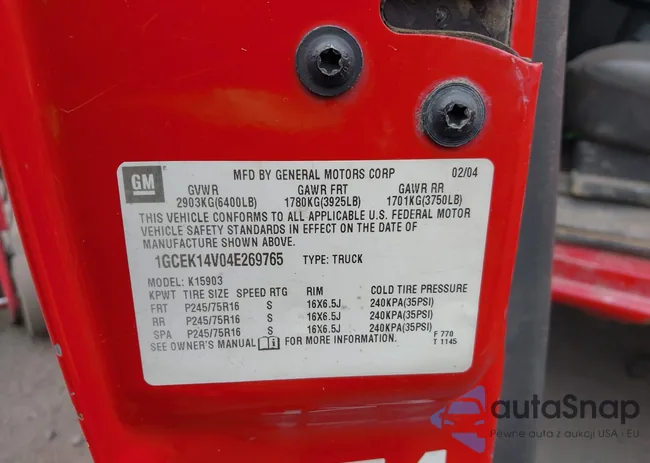 GM
MFD BY GENERAL MOTORS CORP 02/04
GVWR GAWR FRT GAWR RR
2903KG(6400LB) 1780KG(3925LB) 1701KG(3750LB)
THIS VEHICLE CONFORMS TO ALL APPLICABLE U.S. FEDERAL MOTOR
VEHICLE SAFETY STANDARDS IN EFFECT ON THE DATE OF
MANUFACTURE SHOWN ABOVE.
1GCEK14V04E269765 TYPE: TRUCK
MODEL: K15903
KPWT TIRE SIZE SPEED RTG RIM COLD TIRE PRESSURE
FRT P245/75R16 S 16X6.5J 240KPA(35PSI)
RR P245/75R16 S 16X6.5J 240KPA(35PSI)
SPA P245/75R16 S 16X6.5J 240KPA(35PSI)
SEE OWNER'S MANUAL FOR MORE INFORMATION.
F 770
T 1145
autaSnap
Pewne auta z aukcji USA - EU